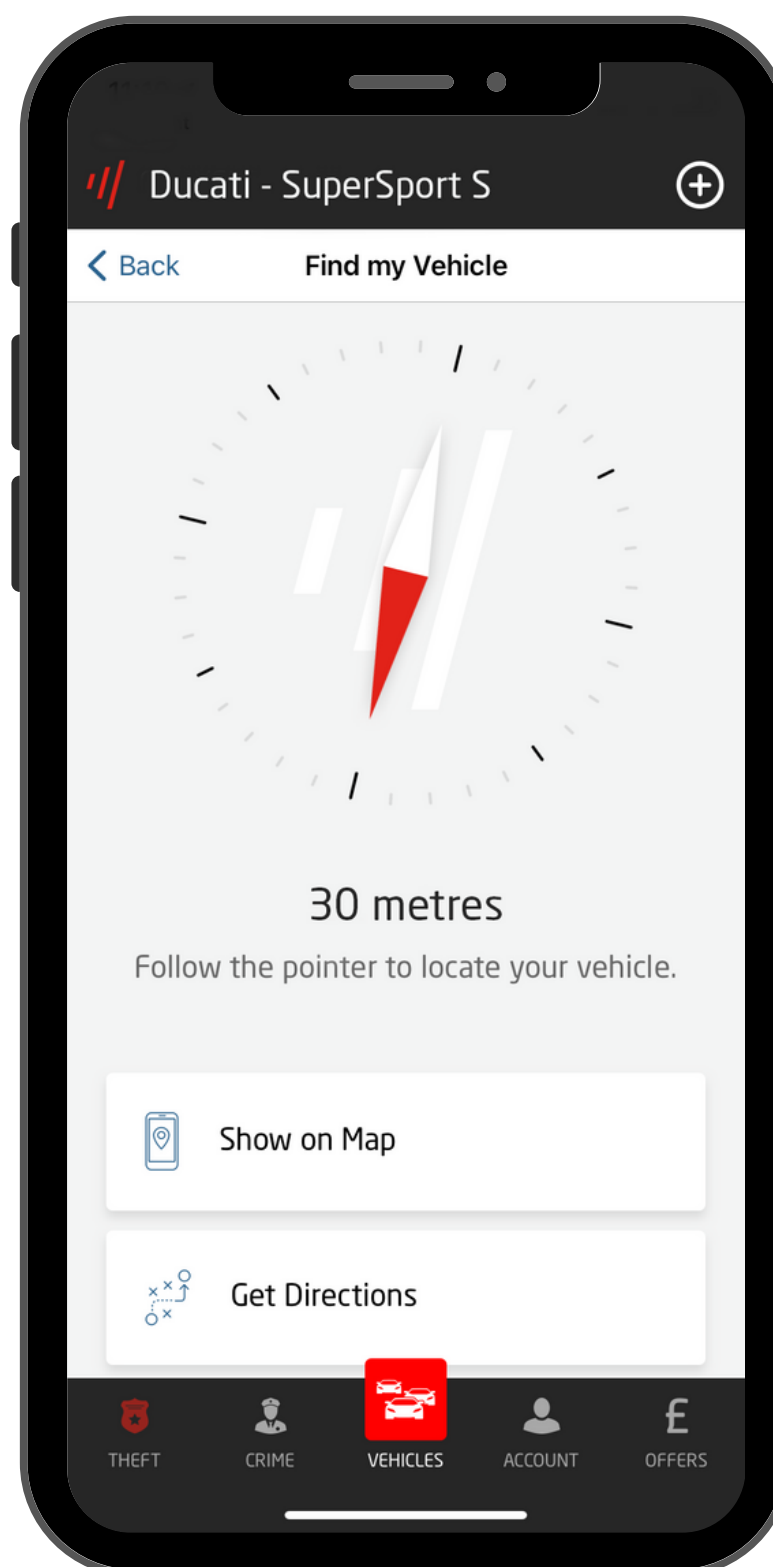 Ducati - SuperSport S
Back
Find my Vehicle
30 metres
Follow the pointer to locate your vehicle.
Show on Map
Get Directions
£
THEFT
CRIME
VEHICLES
ACCOUNT
OFFERS